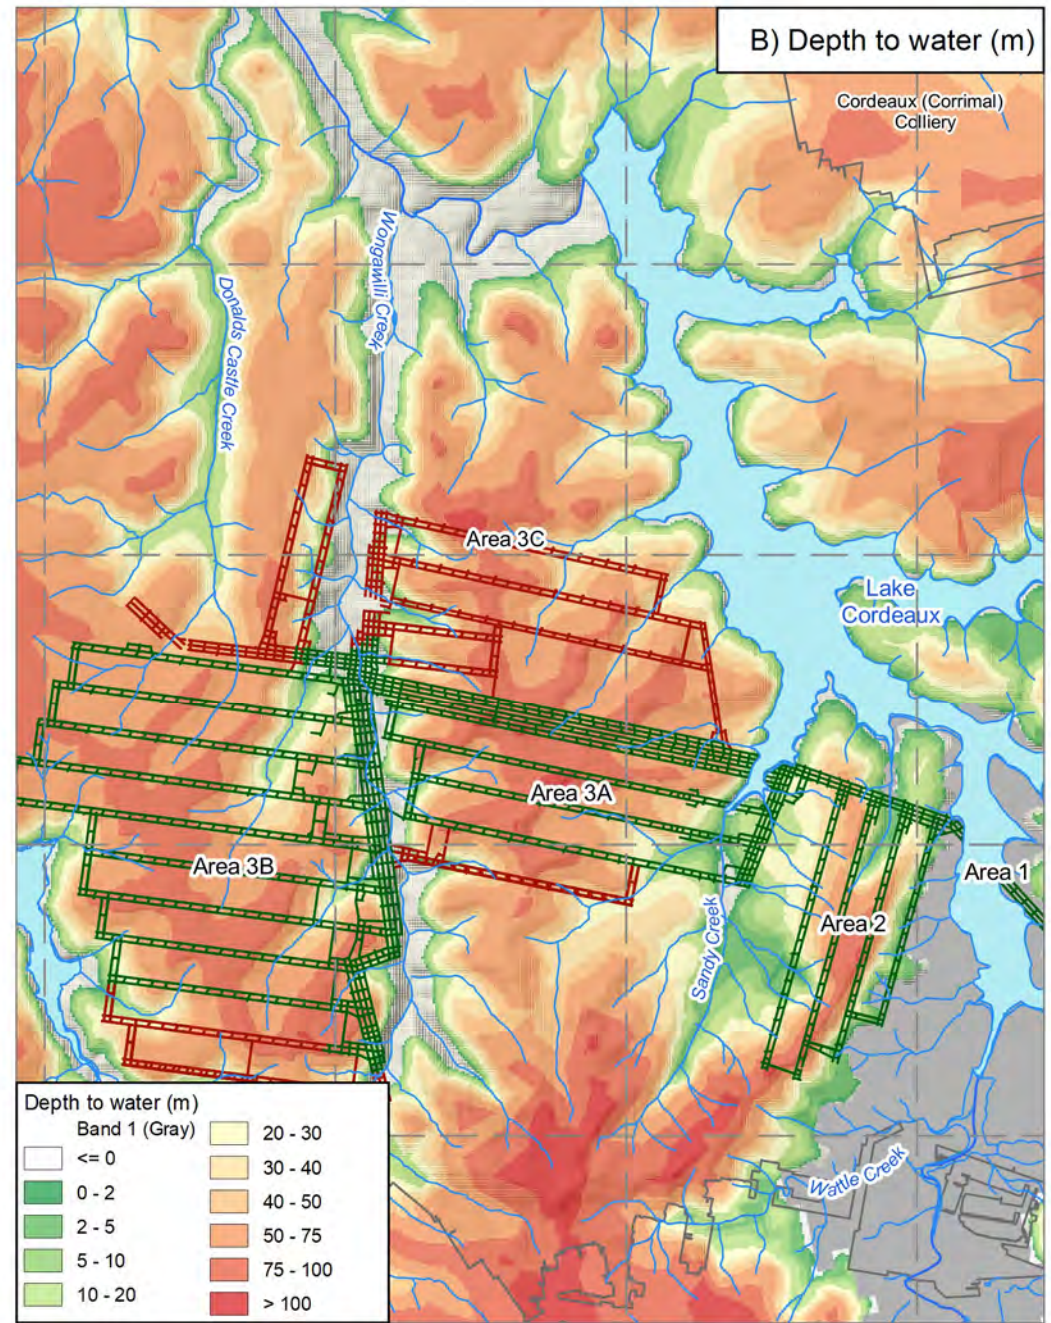 B) Depth to water (m)
Cordeaux (Corrimal)
Colliery
Wongawilli Creek
Donalds Castle Creek
Area 3C
Lake
Cordeaux
Area 3A
Area 3B
Area 1
Area 2
Sandy Creek
Wattle Creek
Depth to water (m)
Band 1 (Gray)
<= 0
0 - 2
2 - 5
5 - 10
10 - 20
20 - 30
30 - 40
40 - 50
50 - 75
75 - 100
> 100